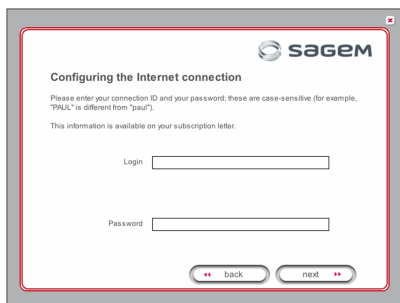 SAGEM
Configuring the Internet connection
Please enter your connection ID and your password; these are case-sensitive (for example,
"PAUL" is different from "paul").
This information is available on your subscription letter.
Login
Password
back
next